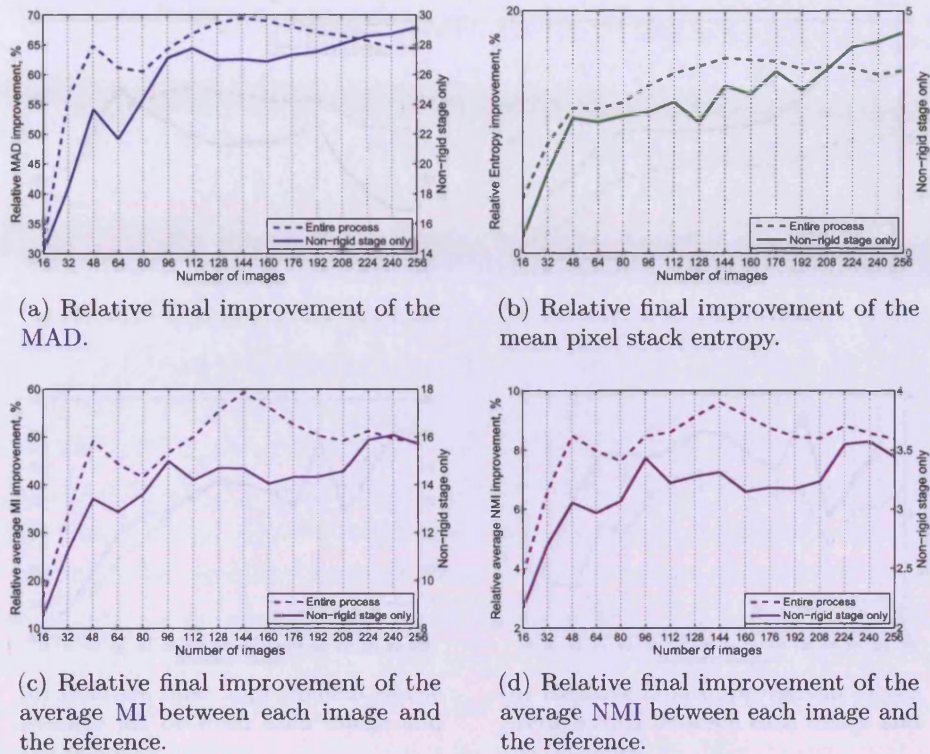 70
65
60
55
50
45
40
35
30
Relative MAD improvement, %
30
28
26
24
22
20
18
16
14
Non-rigid stage only
Entire process
Non-rigid stage only
16 32 48 64 80 96 112 128 144 160 176 192 208 224 240 256
Number of images
(a) Relative final improvement of the
MAD.
20
Relative Entropy improvement, %
5
Non-rigid stage only
Entire process
Non-rigid stage only
16 32 48 64 80 96 112 128 144 160 176 192 208 224 240 256
Number of images
(b) Relative final improvement of the
mean pixel stack entropy.
60
50
40
30
20
10
Relative average MI improvement, %
18
16
14
12
10
8
Non-rigid stage only
Entire process
Non-rigid stage only
16 32 48 64 80 96 112 128 144 160 176 192 208 224 240 256
Number of images
(c) Relative final improvement of the
average MI between each image and
the reference.
10
8
6
4
2
Relative average NMI improvement, %
4
3.5
3
2.5
2
Non-rigid stage only
Entire process
Non-rigid stage only
16 32 48 64 80 96 112 128 144 160 176 192 208 224 240 256
Number of images
(d) Relative final improvement of the
average NMI between each image and
the reference.